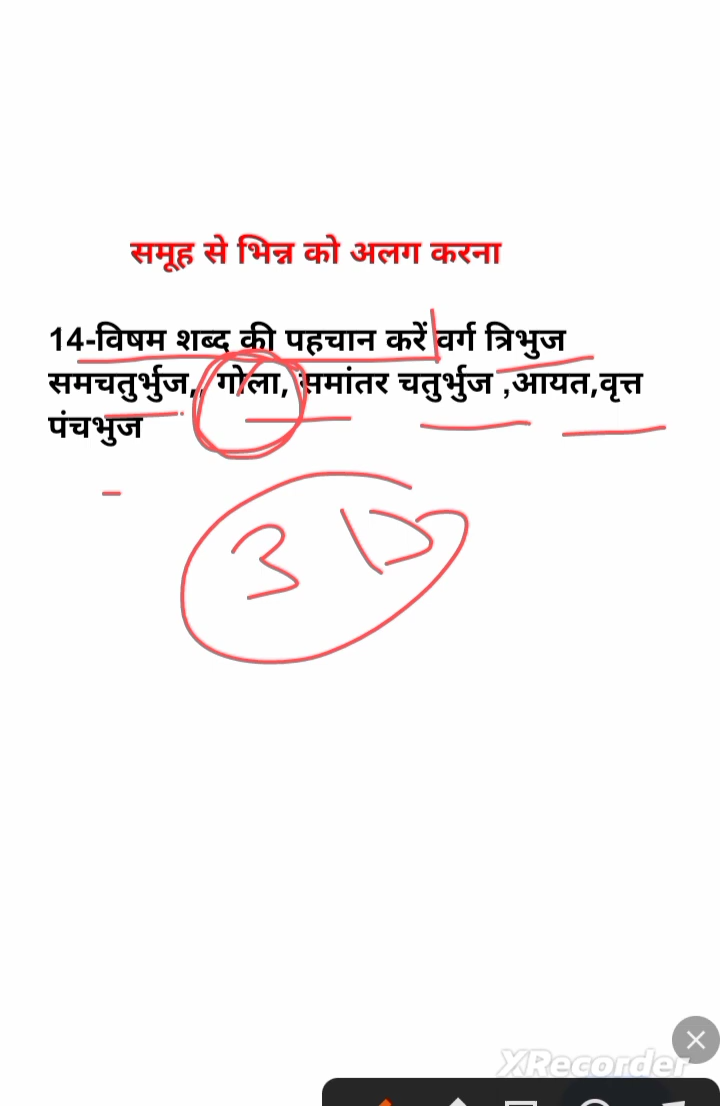 समूह से भिन्न को अलग करना
14-विषम शब्द की पहचान करें वर्ग त्रिभुज
समचतुर्भुज,, गोला, समांतर चतुर्भुज ,आयत,वृत्त
पंचभुज
3 D
XRecorder